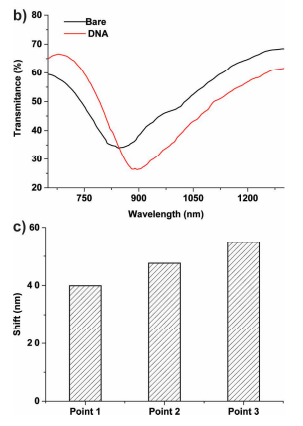 b)
80
70
60
50
40
30
20
Transmitance (%)
Bare
DNA
750
900
1050
1200
Wavelength (nm)
c)
60
40
20
0
Shift (nm)
Point 1
Point 2
Point 3